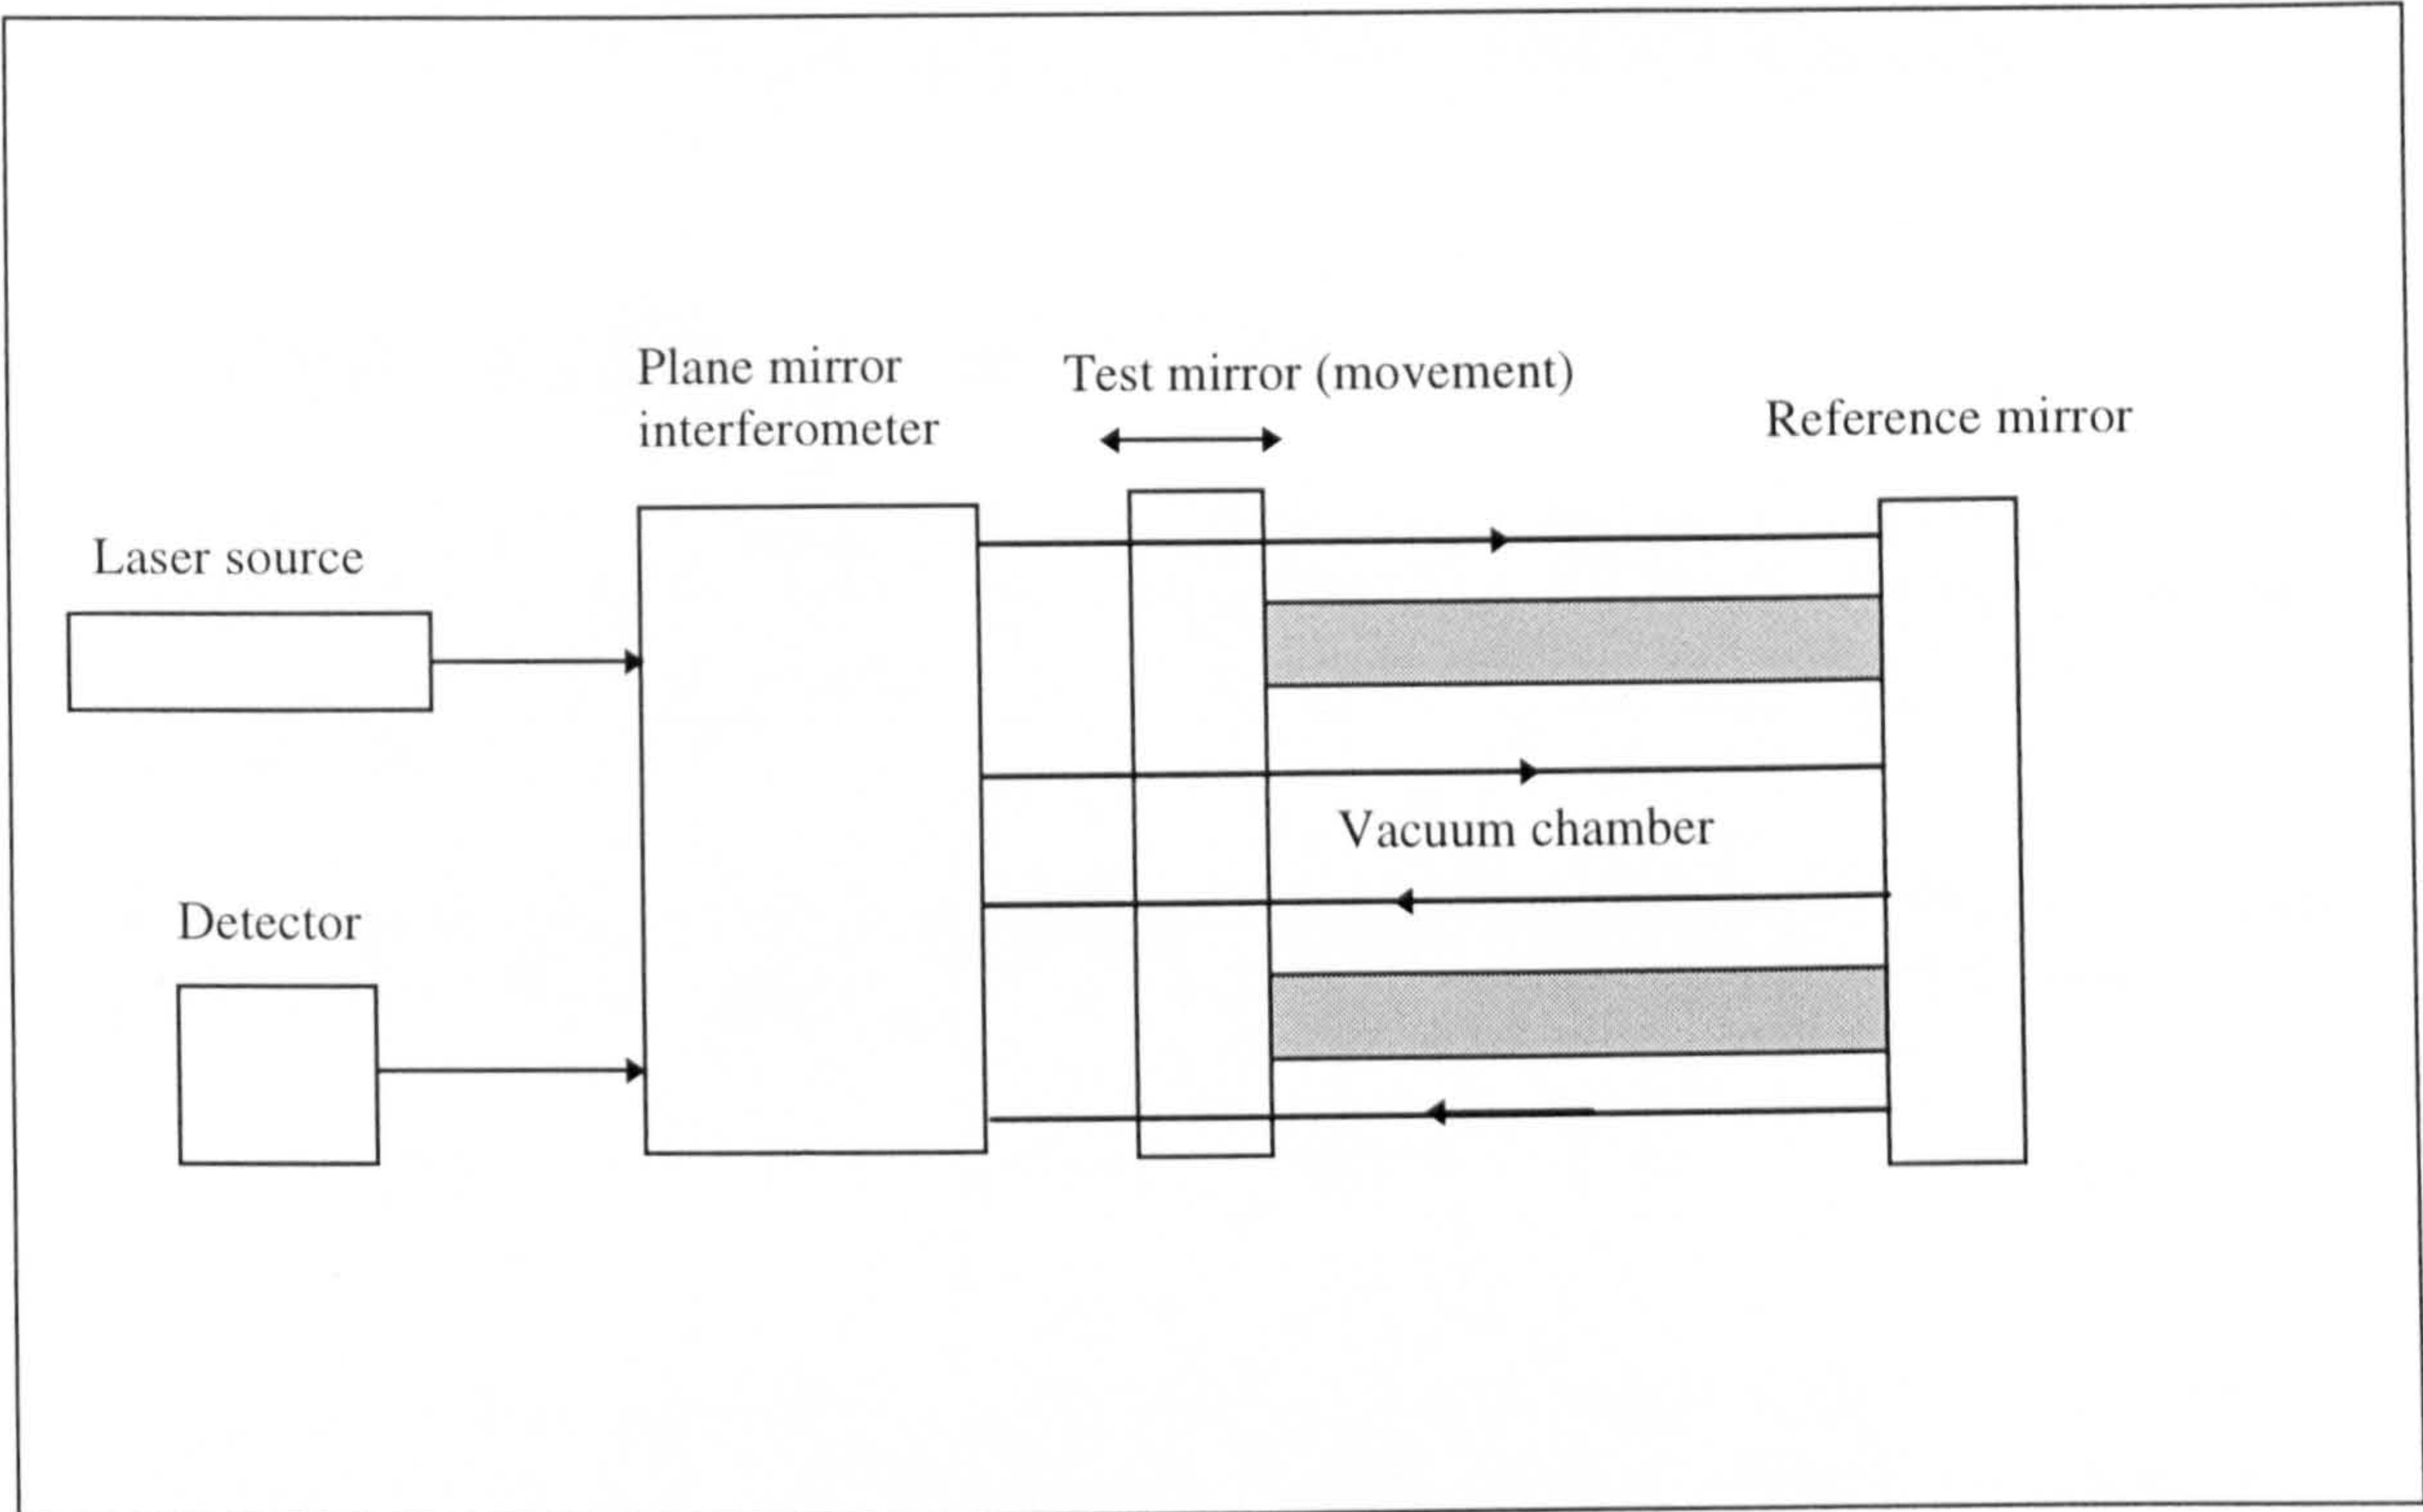 Plane mirror
interferometer
Test mirror (movement)
Reference mirror
Laser source
Vacuum chamber
Detector